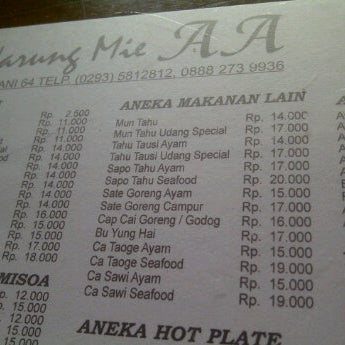 Warung Mie AA
ANI 64 TELP. (0293) 5812812, 0888 273 9936
Rp. 2.500
Rp. 11.000
Rp. 11.000
Rp. 11.000
Rp. 14.000
Rp. 14.000
Rp. 14.000
Rp. 14.000
Rp. 16.000
Rp. 15.000
Rp. 15.000
Rp. 17.000
Rp. 18.000
MISOA
Rp. 12.000
Rp. 12.000
Rp. 15.000
15.000
ANEKA MAKANAN LAIN
Mun Tahu Rp. 14.000
Mun Tahu Udang Special Rp. 17.000
Tahu Tausi Ayam Rp. 14.000
Tahu Tausi Udang Special Rp. 17.000
Sapo Tahu Ayam Rp. 17.000
Sapo Tahu Seafood Rp. 20.000
Sate Goreng Ayam Rp. 15.000
Sate Goreng Campur Rp. 17.000
Cap Cai Goreng / Godog Rp. 16.000
Bu Yung Hai Rp. 17.000
Ca Taoge Ayam Rp. 15.000
Ca Taoge Seafood Rp. 19.000
Ca Sawi Ayam Rp. 15.000
Ca Sawi Seafood Rp. 19.000
ANEKA HOT PLATE